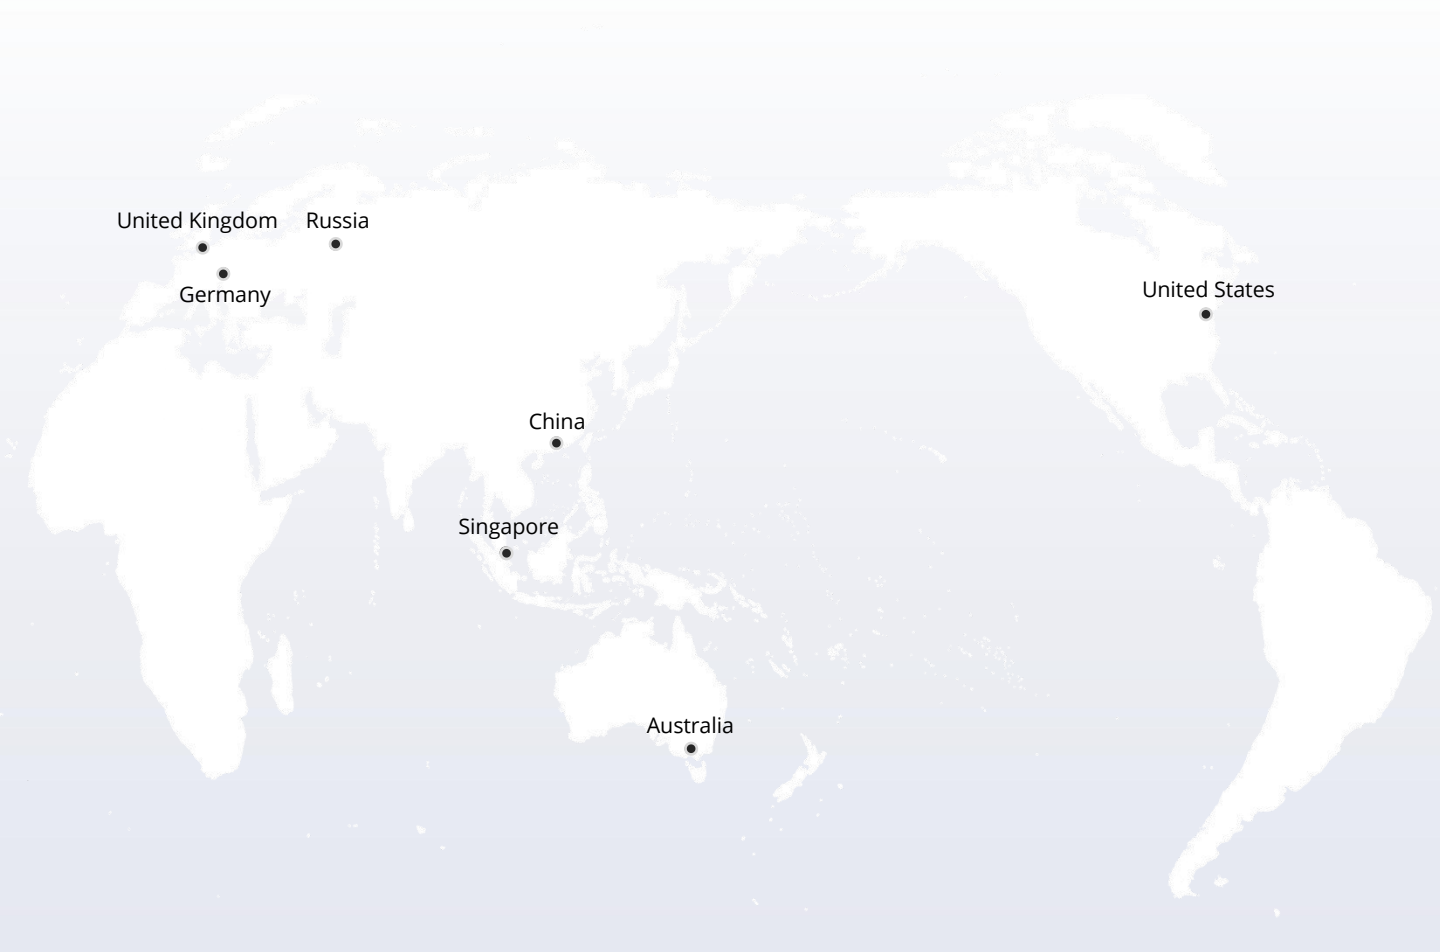 United Kingdom
Russia
Germany
United States
China
Singapore
Australia